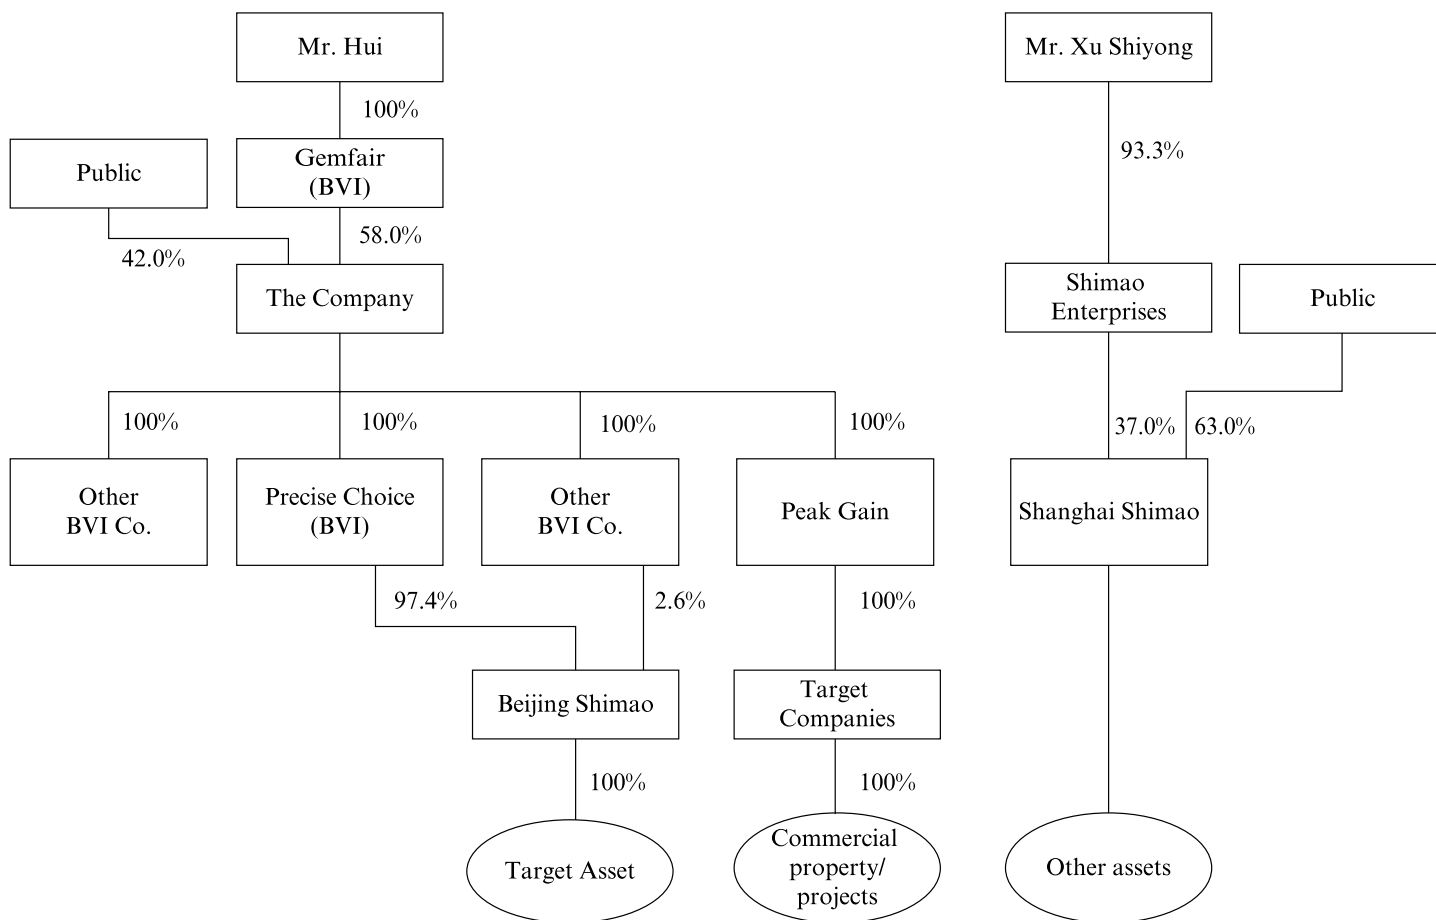 Mr. Hui
Mr. Xu Shiyong
100%
93.3%
Public
Gemfair
(BVI)
42.0%
58.0%
The Company
Shimao
Enterprises
Public
100%
100%
100%
100%
37.0%
63.0%
Other
BVI Co.
Precise Choice
(BVI)
Other
BVI Co.
Peak Gain
Shanghai Shimao
97.4%
2.6%
100%
Beijing Shimao
Target
Companies
100%
100%
Target Asset
Commercial
property/
projects
Other assets